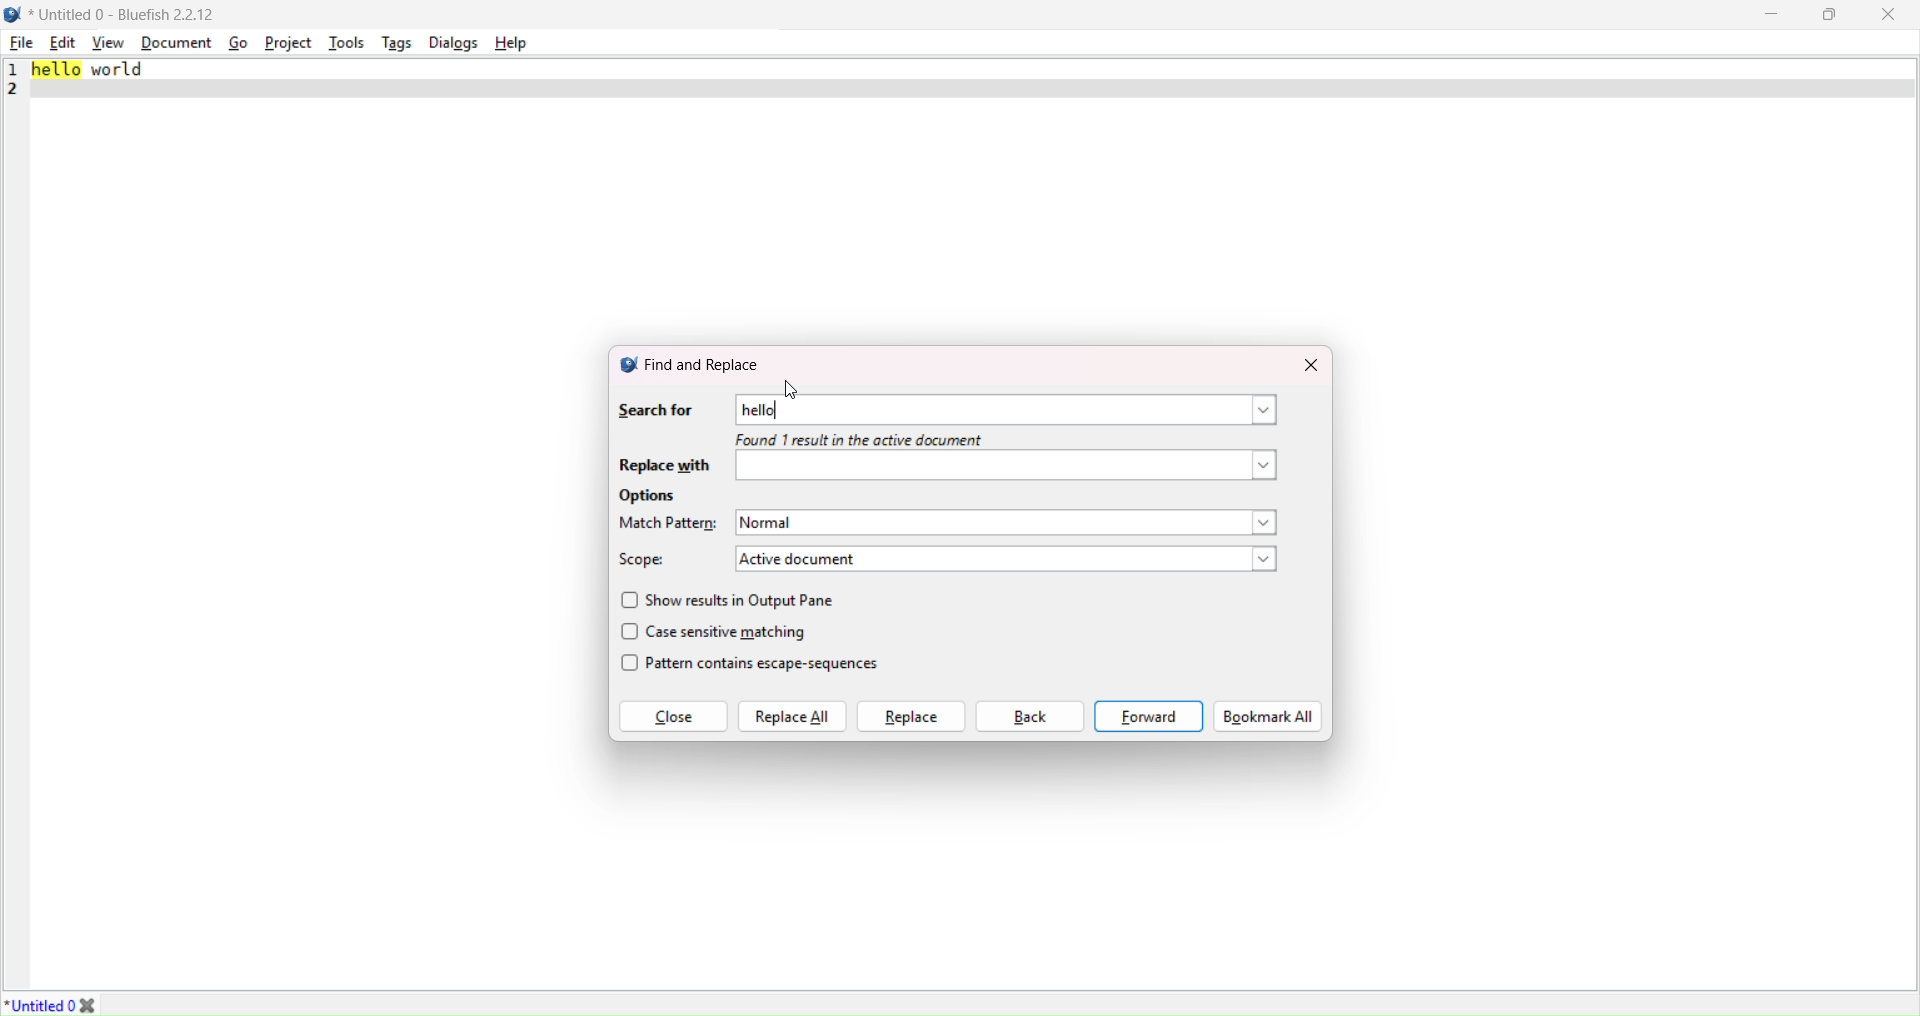 * Untitled 0 - Bluefish 2.2.12
File Edit View Document Go Project Tools Tags Dialogs Help
1 hello world
2
Find and Replace
Search for hello
Found 1 result in the active document
Replace with
Options
Match Pattern: Normal
Scope: Active document
Show results in Output Pane
Case sensitive matching
Pattern contains escape-sequences
Close Replace All Replace Back Forward Bookmark All
*Untitled 0